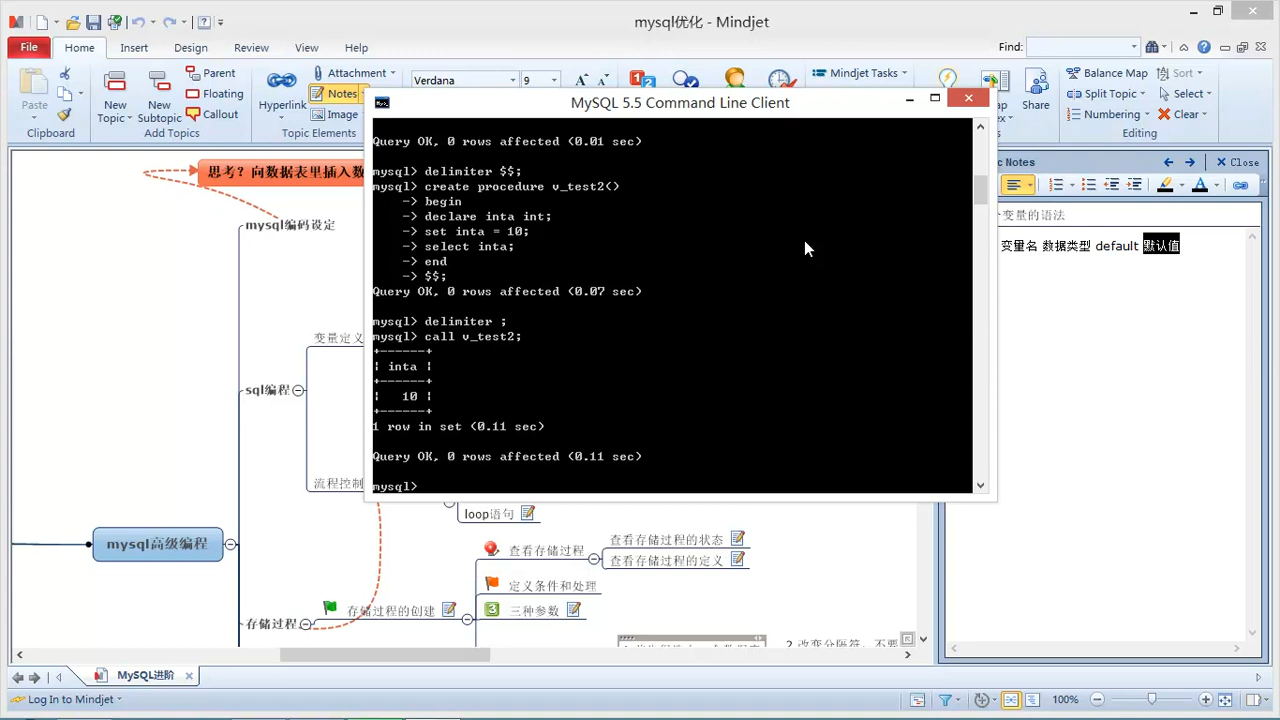 mysql优化 - Mindjet
File Home Insert Design Review View Help Find:
Paste
Clipboard
New Topic
New Subtopic
Parent
Floating
Callout
Add Topics
Hyperlink
Attachment
Notes
Image
Topic Elements
Verdana 9
Mindjet Tasks
Share
Balance Map
Split Topic
Numbering
Sort
Select
Clear
Editing
MySQL 5.5 Command Line Client
Query OK, 0 rows affected (0.01 sec)
mysql> delimiter $$;
mysql> create procedure v_test2()
-> begin
-> declare inta int;
-> set inta = 10;
-> select inta;
-> end
-> $$;
Query OK, 0 rows affected (0.07 sec)
mysql> delimiter ;
mysql> call v_test2;
+------+
| inta |
+------+
| 10 |
+------+
1 row in set (0.11 sec)
Query OK, 0 rows affected (0.11 sec)
mysql>
Notes
Close
变量的语法
变量名 数据类型 default 默认值
思考？向数据表里插入数
mysql编码设定
变量定义
sql编程
流程控制
loop语句
mysql高级编程
查看存储过程
查看存储过程的状态
查看存储过程的定义
定义条件和处理
存储过程的创建
三种参数
存储过程
2 改变分隔符，不要
MySQL进阶
Log In to Mindjet
100%